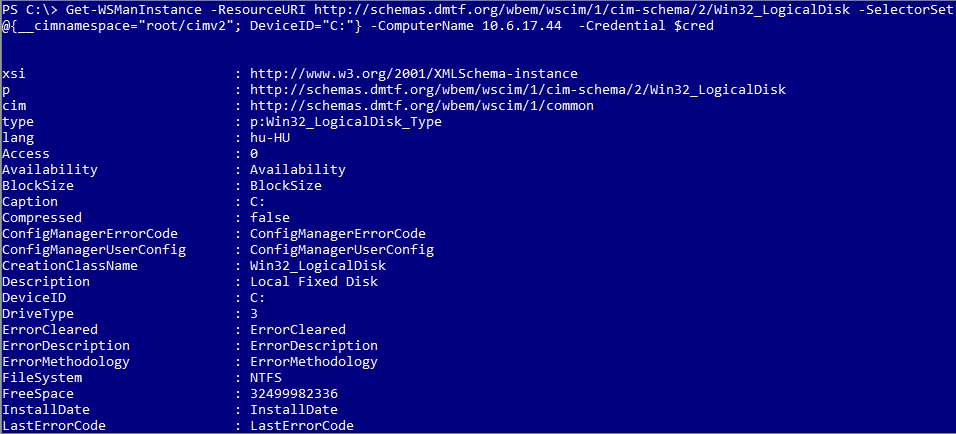 PS C:\> Get-WSManInstance -ResourceURI http://schemas.dmtf.org/wbem/wscim/1/cim-schema/2/Win32_LogicalDisk -SelectorSet
@{__cimnamespace="root/cimv2"; DeviceID="C:"} -ComputerName 10.6.17.44  -Credential $cred
xsi : http://www.w3.org/2001/XMLSchema-instance
p : http://schemas.dmtf.org/wbem/wscim/1/cim-schema/2/Win32_LogicalDisk
cim : http://schemas.dmtf.org/wbem/wscim/1/common
type : p:Win32_LogicalDisk_Type
lang : hu-HU
Access : 0
Availability : Availability
BlockSize : BlockSize
Caption : C:
Compressed : false
ConfigManagerErrorCode : ConfigManagerErrorCode
ConfigManagerUserConfig : ConfigManagerUserConfig
CreationClassName : Win32_LogicalDisk
Description : Local Fixed Disk
DeviceID : C:
DriveType : 3
ErrorCleared : ErrorCleared
ErrorDescription : ErrorDescription
ErrorMethodology : ErrorMethodology
FileSystem : NTFS
FreeSpace : 32499982336
InstallDate : InstallDate
LastErrorCode : LastErrorCode